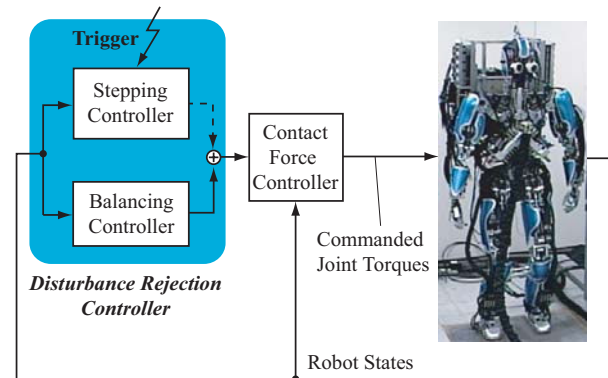 Trigger
Stepping
Controller
Balancing
Controller
Disturbance Rejection
Controller
Contact
Force
Controller
Commanded
Joint Torques
Robot States